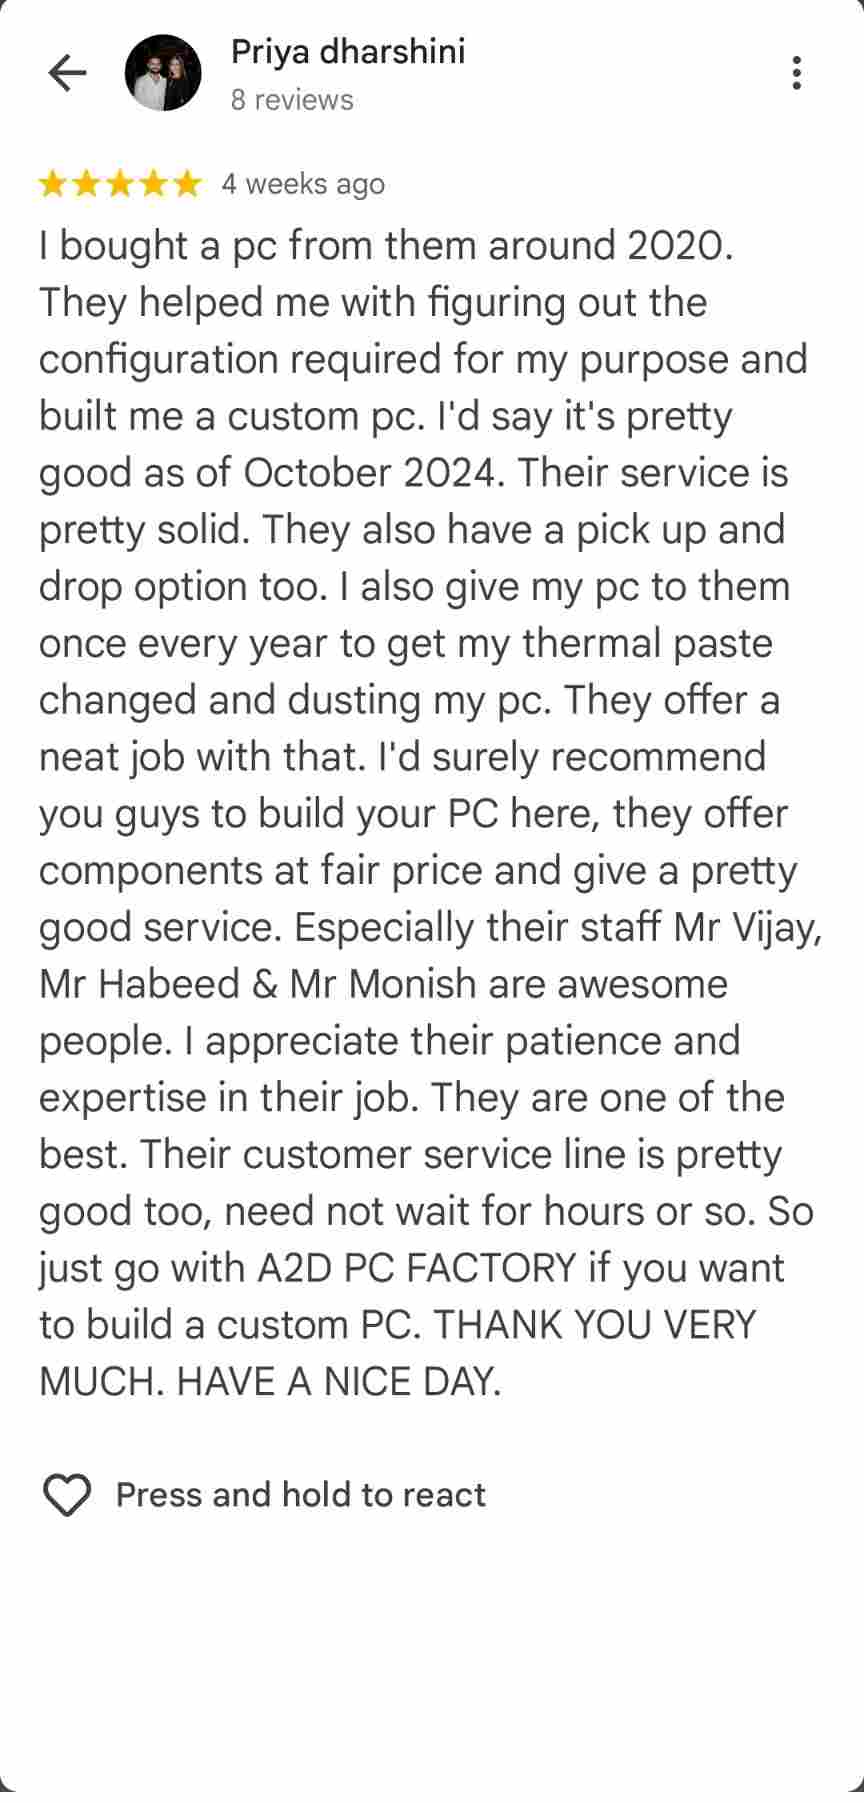 Priya dharshini
8 reviews
4 weeks ago
I bought a pc from them around 2020.
They helped me with figuring out the
configuration required for my purpose and
built me a custom pc. I'd say it's pretty
good as of October 2024. Their service is
pretty solid. They also have a pick up and
drop option too. I also give my pc to them
once every year to get my thermal paste
changed and dusting my pc. They offer a
neat job with that. I'd surely recommend
you guys to build your PC here, they offer
components at fair price and give a pretty
good service. Especially their staff Mr Vijay,
Mr Habeed & Mr Monish are awesome
people. I appreciate their patience and
expertise in their job. They are one of the
best. Their customer service line is pretty
good too, need not wait for hours or so. So
just go with A2D PC FACTORY if you want
to build a custom PC. THANK YOU VERY
MUCH. HAVE A NICE DAY.
Press and hold to react